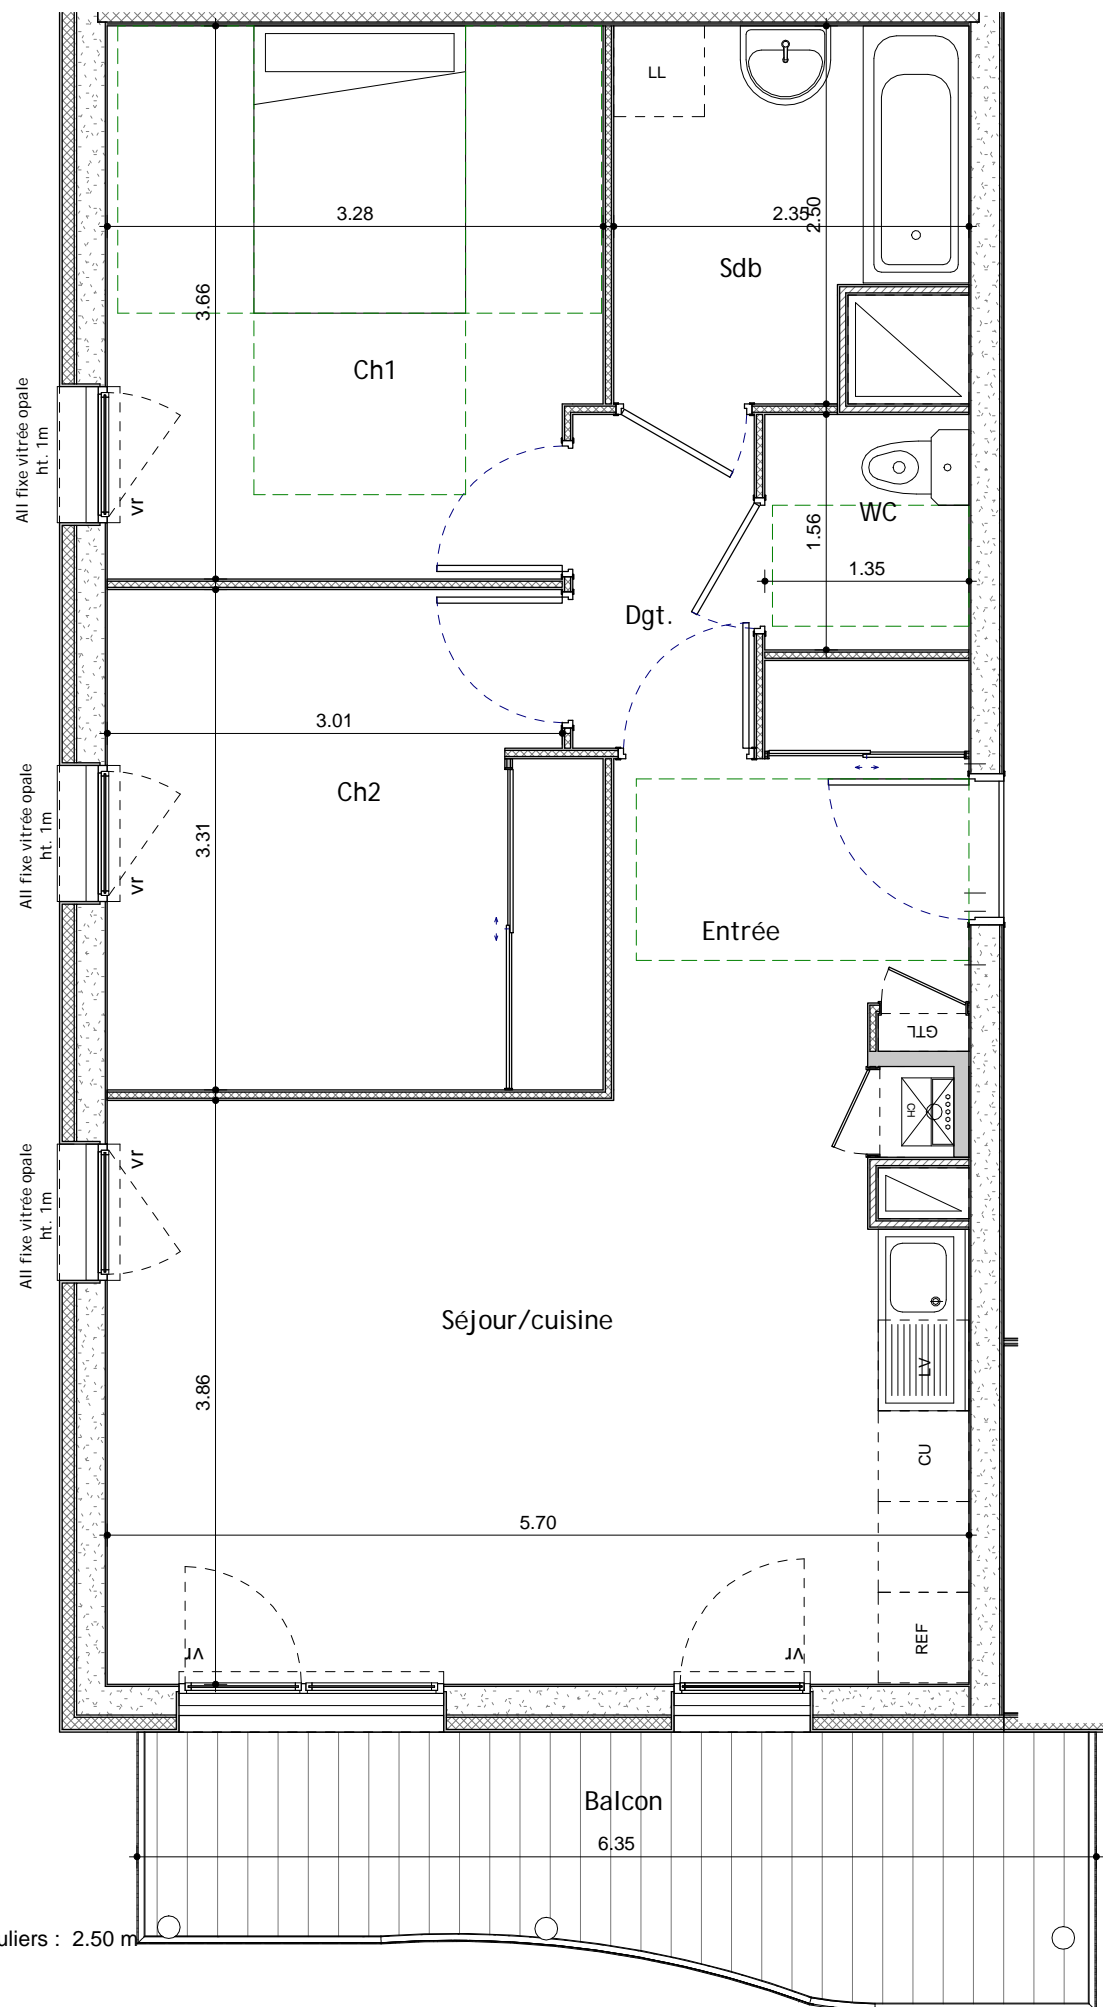 LL
3.28
2.35
2.50
Sdb
3.66
Ch1
All fixe vitrée opale
ht. 1m
vr
WC
1.56
1.35
Dgt.
3.01
Ch2
All fixe vitrée opale
ht. 1m
vr
3.31
Entrée
GTL
CH
All fixe vitrée opale
ht. 1m
vr
Séjour/cuisine
LV
3.86
CU
5.70
REF
vr
vr
Balcon
6.35
uliers : 2.50 m